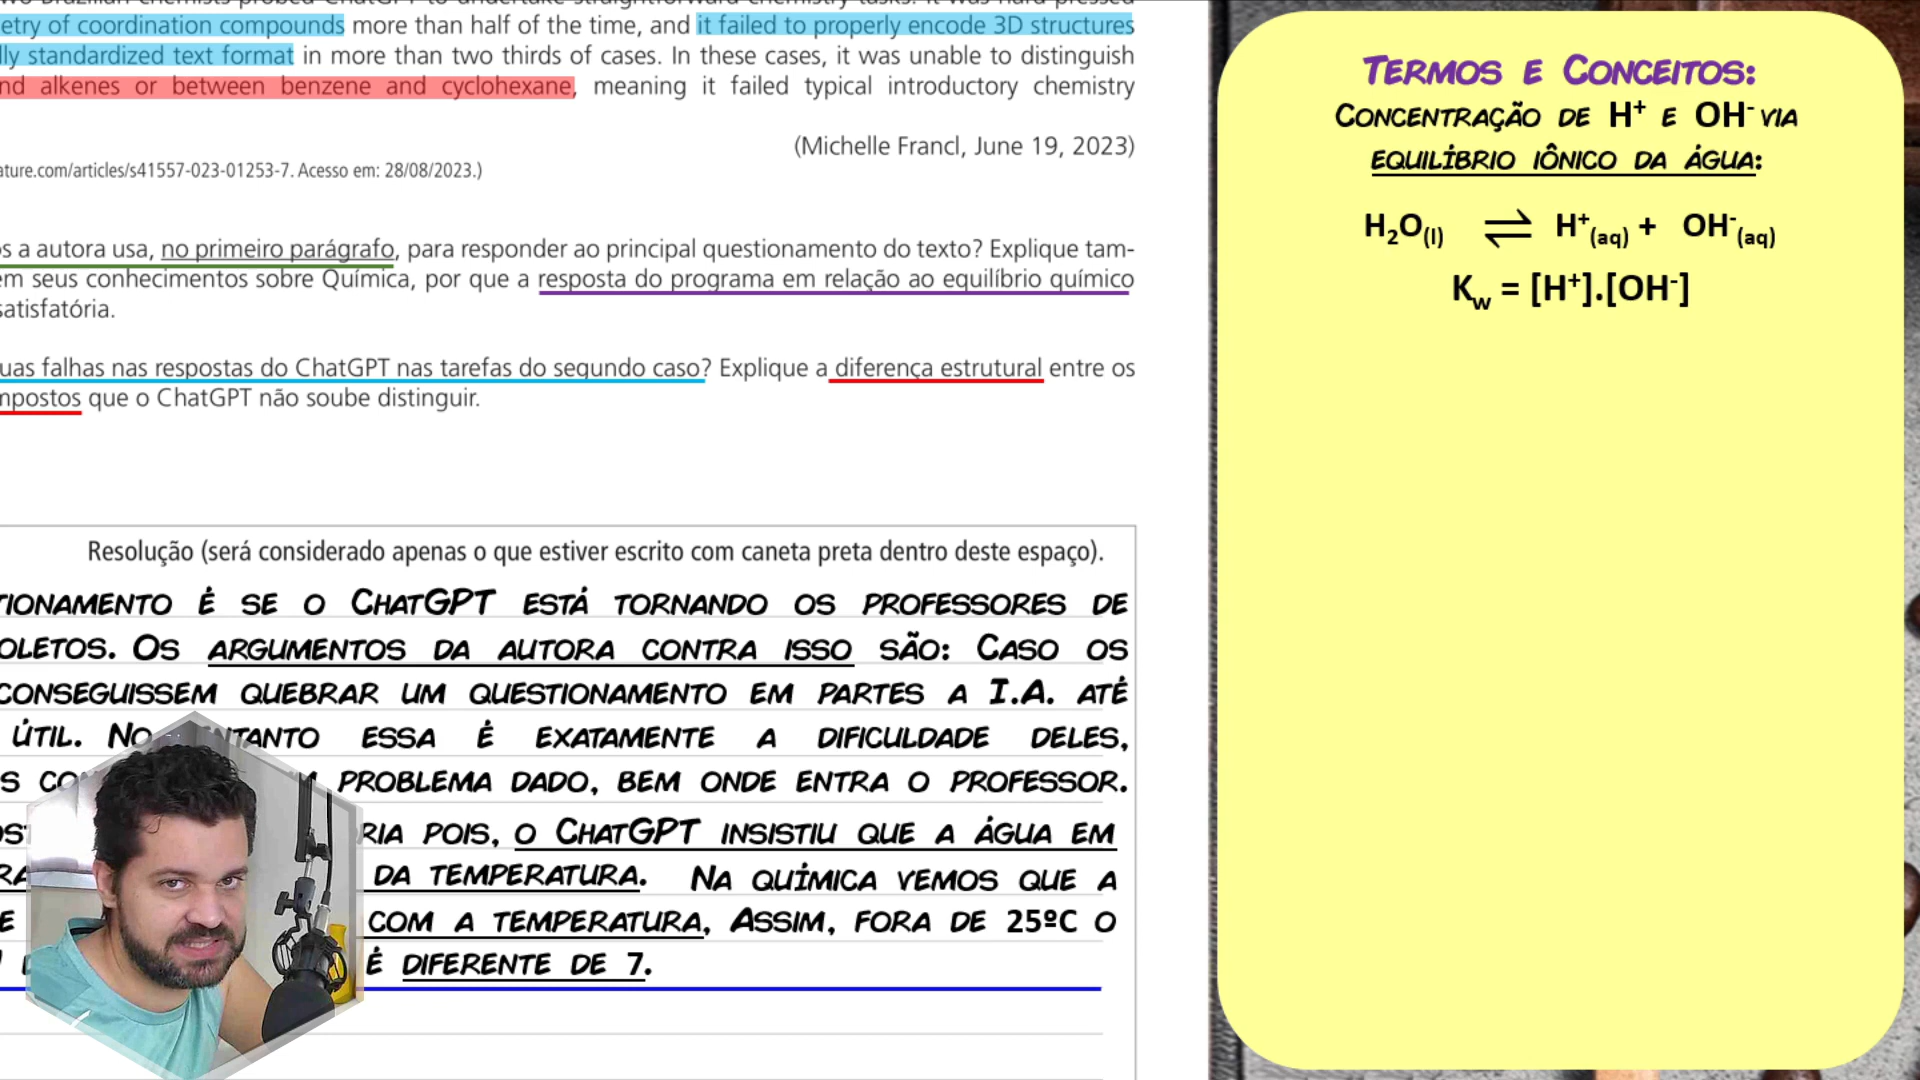 etry of coordination compounds more than half of the time, and it failed to properly encode 3D structures
lly standardized text format in more than two thirds of cases. In these cases, it was unable to distinguish
nd alkenes or between benzene and cyclohexane, meaning it failed typical introductory chemistry
(Michelle Francl, June 19, 2023)
ature.com/articles/s41557-023-01253-7. Acesso em: 28/08/2023.)
s a autora usa, no primeiro parágrafo, para responder ao principal questionamento do texto? Explique tam-
em seus conhecimentos sobre Química, por que a resposta do programa em relação ao equilíbrio químico
satisfatória.
uas falhas nas respostas do ChatGPT nas tarefas do segundo caso? Explique a diferença estrutural entre os
mpostos que o ChatGPT não soube distinguir.
Resolução (será considerado apenas o que estiver escrito com caneta preta dentro deste espaço).
TIONAMENTO É SE O CHATGPT ESTÁ TORNANDO OS PROFESSORES DE
OLETOS. OS ARGUMENTOS DA AUTORA CONTRA ISSO SÃO: CASO OS
CONSEGUISSEM QUEBRAR UM QUESTIONAMENTO EM PARTES A I.A. ATÉ
ÚTIL. NO ENTANTO ESSA É EXATAMENTE A DIFICULDADE DELES,
S CO PROBLEMA DADO, BEM ONDE ENTRA O PROFESSOR.
RIA POIS, O CHATGPT INSISTIU QUE A ÁGUA EM
DA TEMPERATURA. NA QUÍMICA VEMOS QUE A
E COM A TEMPERATURA, ASSIM, FORA DE 25ºC O
É DIFERENTE DE 7.
TERMOS E CONCEITOS:
CONCENTRAÇÃO DE H⁺ E OH⁻ VIA
EQUILÍBRIO IÔNICO DA ÁGUA:
H₂O(l) ⇌ H⁺(aq) + OH⁻(aq)
Kw = [H⁺].[OH⁻]